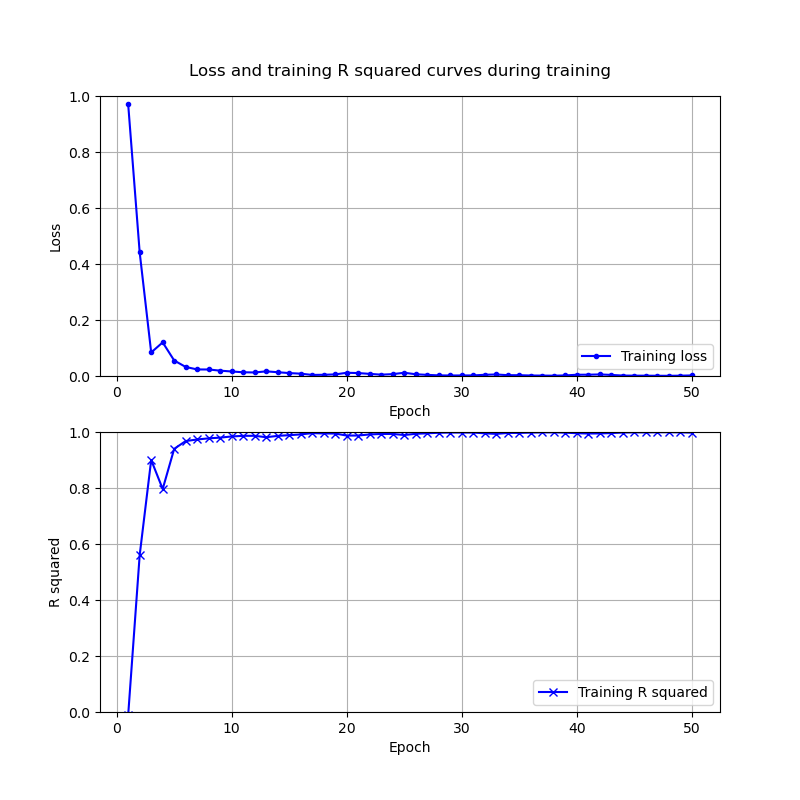 Loss and training R squared curves during training
1.0
0.8
0.6
0.4
0.2
0.0
Loss
Training loss
0 10 20 30 40 50
Epoch
1.0
0.8
0.6
0.4
0.2
0.0
R squared
Training R squared
0 10 20 30 40 50
Epoch